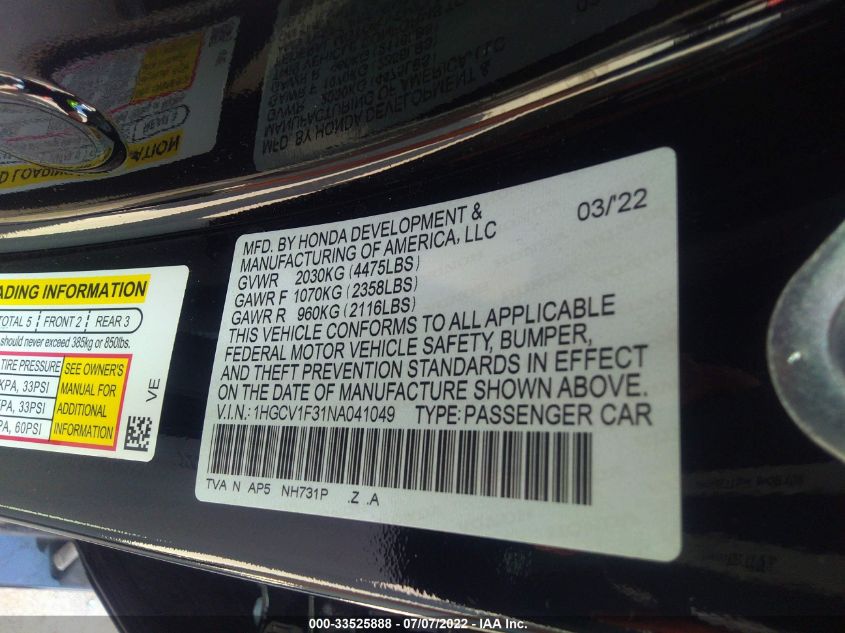 MFD. BY HONDA DEVELOPMENT & 03/'22
MANUFACTURING OF AMERICA, LLC
GVWR 2030KG (4475LBS)
GAWR F 1070KG (2358LBS)
GAWR R 960KG (2116LBS)
THIS VEHICLE CONFORMS TO ALL APPLICABLE
FEDERAL MOTOR VEHICLE SAFETY, BUMPER,
AND THEFT PREVENTION STANDARDS IN EFFECT
ON THE DATE OF MANUFACTURE SHOWN ABOVE.
V.I.N.: 1HGCV1F31NA041049 TYPE: PASSENGER CAR
TVA N AP5 NH731P .Z .A
ADING INFORMATION
TOTAL 5 FRONT 2 REAR 3
should never exceed 385kg or 850lbs.
TIRE PRESSURE
KPA, 33PSI
PA, 33PSI
PA, 60PSI
SEE OWNER'S
MANUAL FOR
ADDITIONAL
INFORMATION
VE
000-33525888 - 07/07/2022 - IAA Inc.